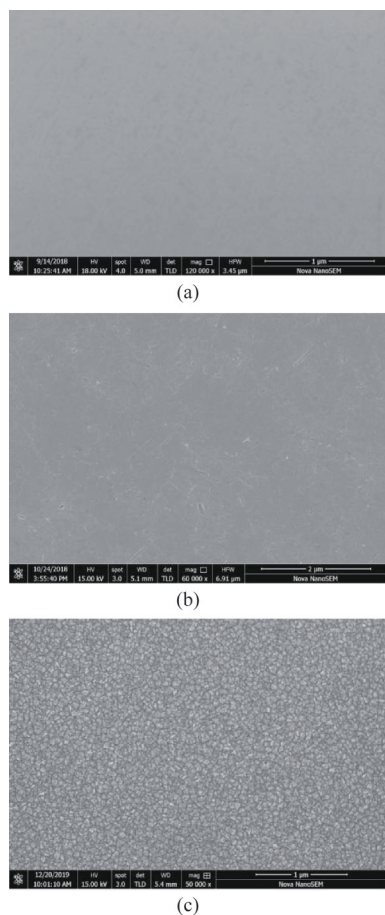 9/14/2018 HV spot WD det mag HFW 1 µm
10:25:41 AM 18.00 kV 4.0 5.0 mm TLD 120 000 x 3.45 µm Nova NanoSEM
(a)
10/24/2018 HV spot WD det mag HFW 2 µm
3:55:40 PM 15.00 kV 3.0 5.1 mm TLD 60 000 x 6.91 µm Nova NanoSEM
(b)
12/20/2019 HV spot det WD mag 1 µm
10:01:10 AM 15.00 kV 3.0 TLD 5.4 mm 50 000 x Nova NanoSEM
(c)